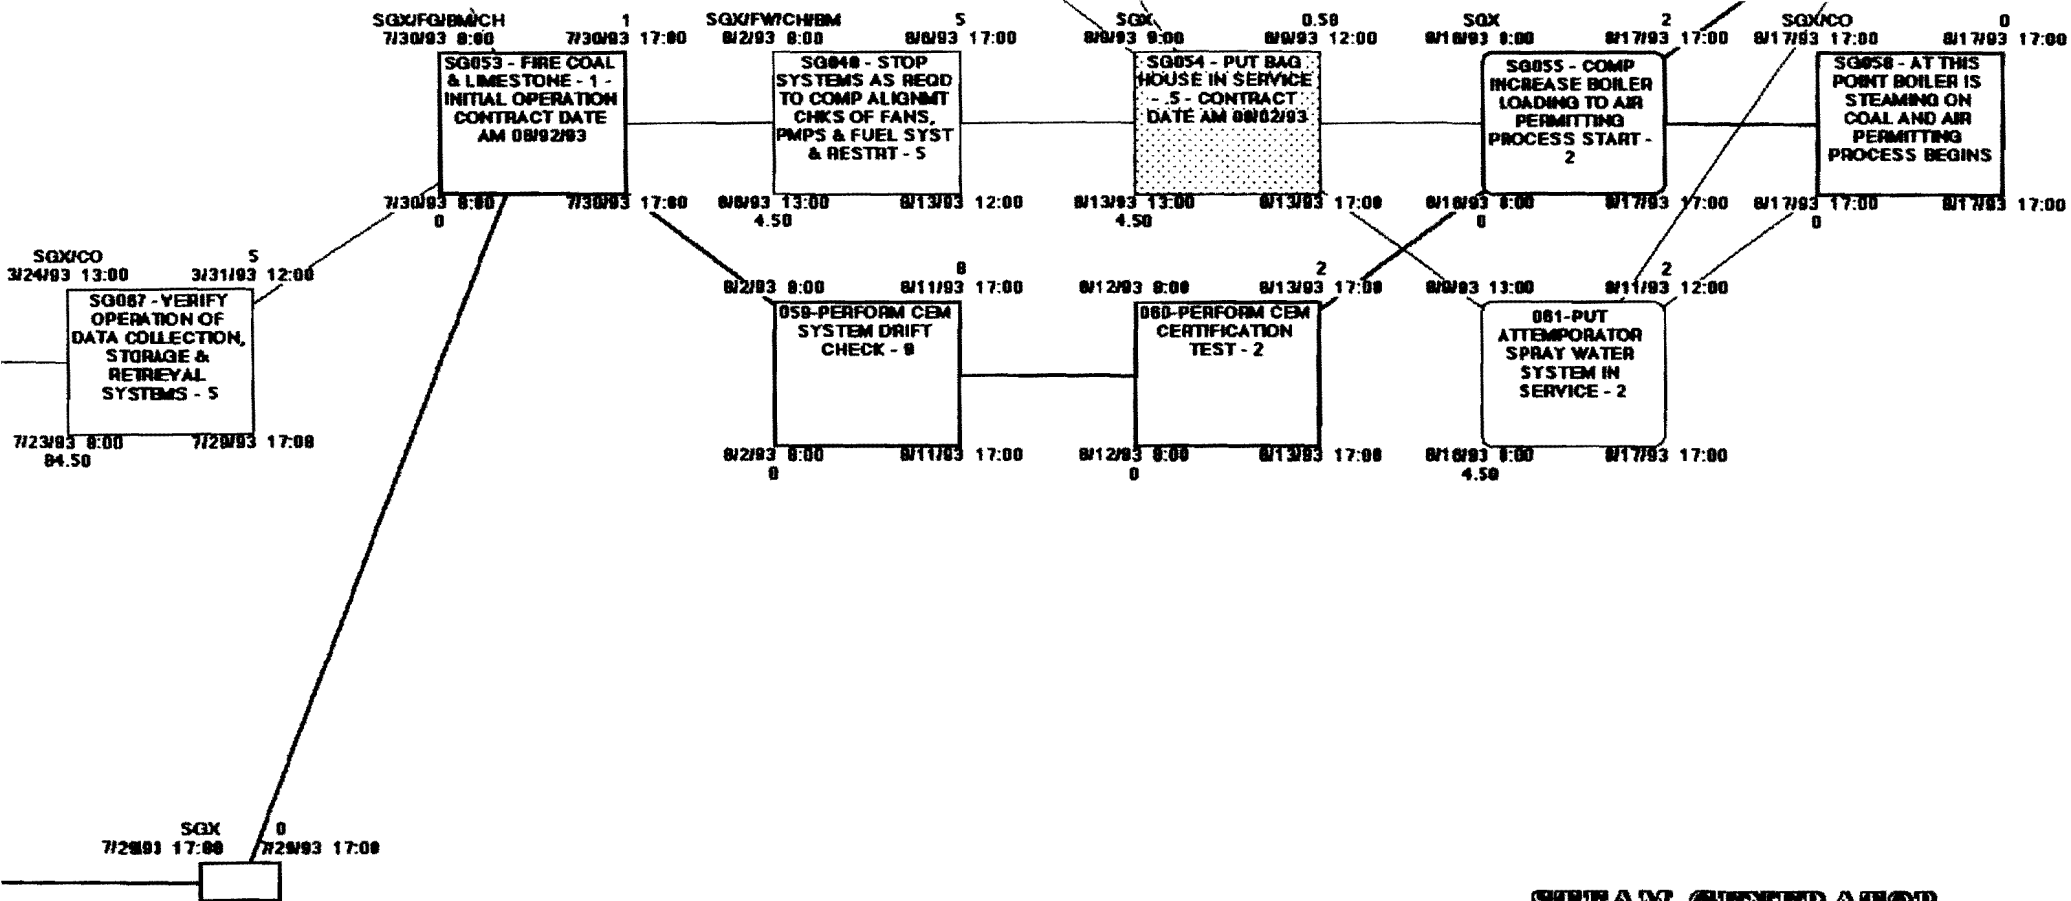 SGX/FG/BM/CH 1
7/30/93 8:00 7/30/93 17:00
SG053 - FIRE COAL
& LIMESTONE - 1 -
INITIAL OPERATION
CONTRACT DATE
AM 08/02/93
7/30/93 8:00 7/30/93 17:00
0
SGX/FW/CH/BM 5
8/2/93 8:00 8/6/93 17:00
STOP
SYSTEMS AS REQD
TO COMP ALIGNMT
CHKS OF FANS,
PMPS & FUEL SYST
& RESTRT - 5
8/6/93 13:00 8/13/93 12:00
4.50
SGX 0.50
8/9/93 8:00 8/9/93 12:00
SG054 - PUT BAG
HOUSE IN SERVICE
- .5 - CONTRACT
DATE AM 08/02/93
8/13/93 13:00 8/13/93 17:00
4.50
SGX 2
8/16/93 8:00 8/17/93 17:00
SG055 - COMP
INCREASE BOILER
LOADING TO AIR
PERMITTING
PROCESS START -
2
8/16/93 8:00 8/17/93 17:00
0
SGX/CO 0
8/17/93 17:00 8/17/93 17:00
AT THIS
POINT BOILER IS
STEAMING ON
COAL AND AIR
PERMITTING
PROCESS BEGINS
8/17/93 17:00 8/17/93 17:00
0
SGX/CO 5
3/24/93 13:00 3/31/93 12:00
SG067 - VERIFY
OPERATION OF
DATA COLLECTION,
STORAGE &
RETRIEVAL
SYSTEMS - 5
7/23/93 8:00 7/29/93 17:00
84.50
8
8/2/93 8:00 8/11/93 17:00
059-PERFORM CEM
SYSTEM DRIFT
CHECK - 8
8/2/93 8:00 8/11/93 17:00
0
2
8/12/93 8:00 8/13/93 17:00
060-PERFORM CEM
CERTIFICATION
TEST - 2
8/12/93 8:00 8/13/93 17:00
0
2
8/9/93 13:00 8/11/93 12:00
061-PUT
ATTEMPORATOR
SPRAY WATER
SYSTEM IN
SERVICE - 2
8/16/93 8:00 8/17/93 17:00
4.50
SGX 0
7/29/93 17:00 7/29/93 17:00
STEAM GENERATOR